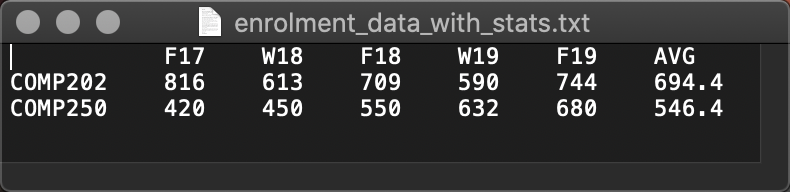 enrolment_data_with_stats.txt
F17 W18 F18 W19 F19 AVG
COMP202 816 613 709 590 744 694.4
COMP250 420 450 550 632 680 546.4